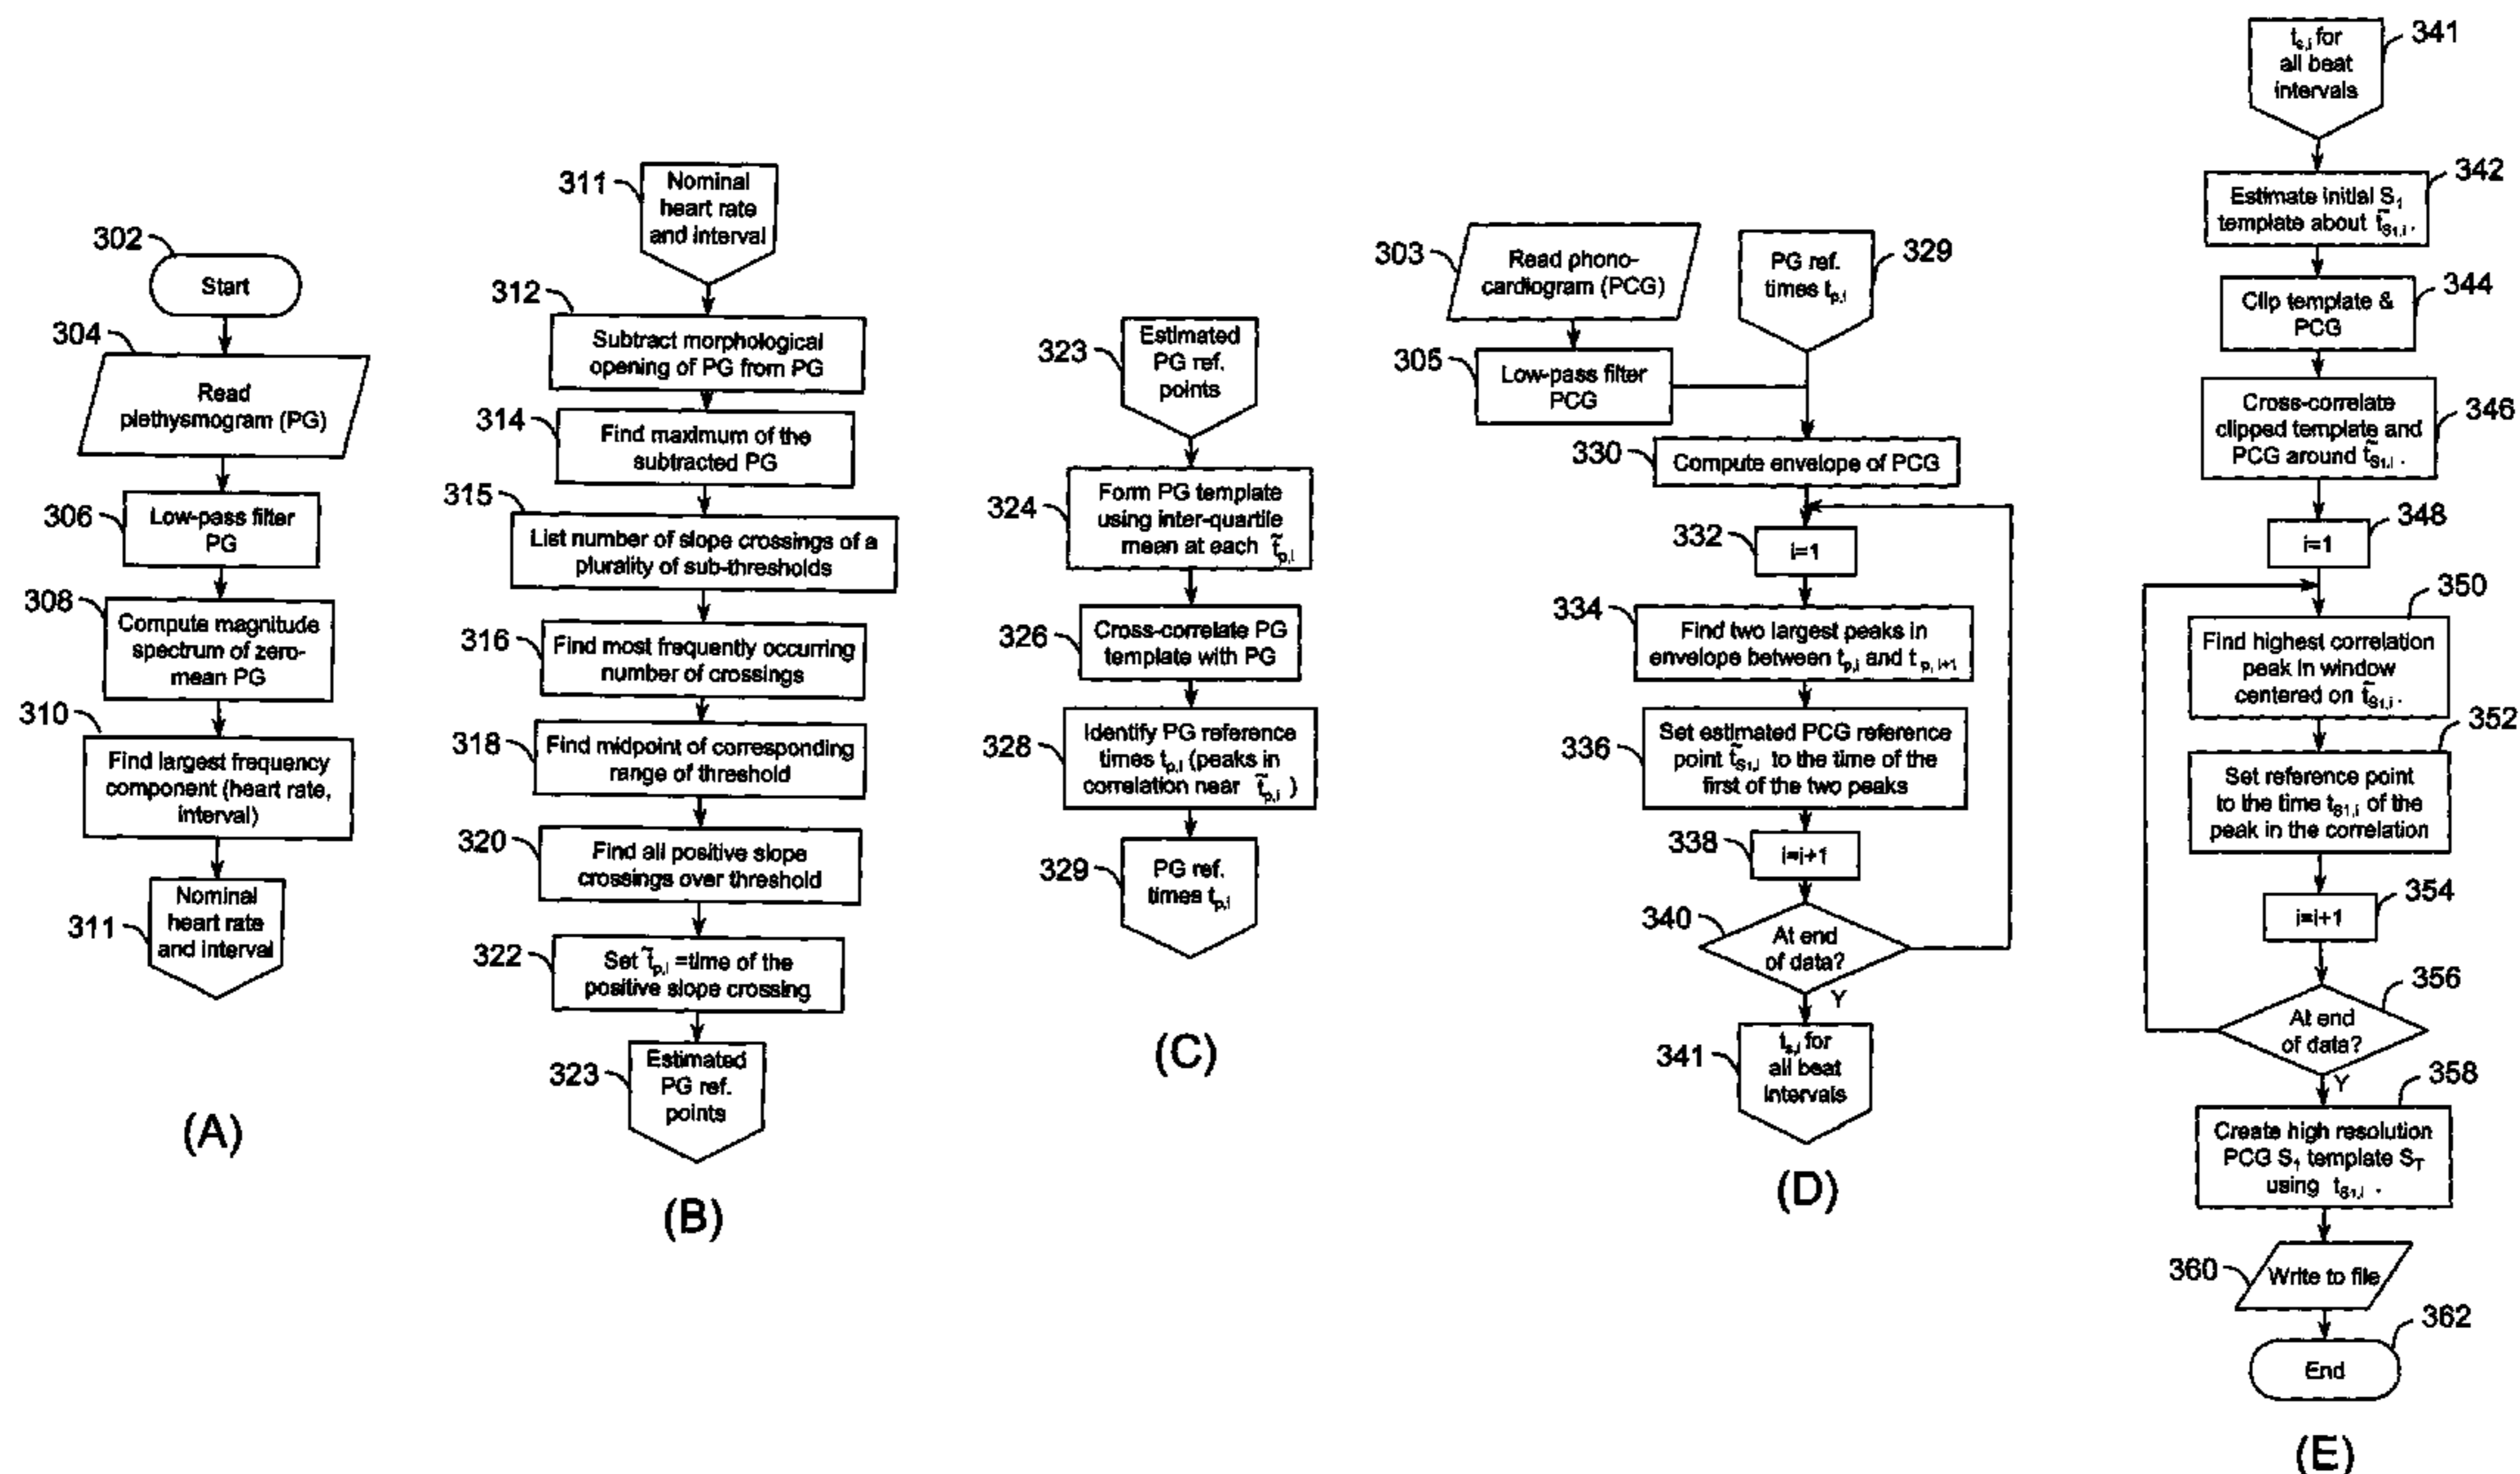 302
Start
304
Read
plethysmogram (PG)
306
Low-pass filter
PG
308
Compute magnitude
spectrum of zero-
mean PG
310
Find largest frequency
component (heart rate,
interval)
311
Nominal
heart rate
and interval
(A)
311
Nominal
heart rate
and interval
312
Subtract morphological
opening of PG from PG
314
Find maximum of the
subtracted PG
315
List number of slope crossings of a
plurality of sub-thresholds
316
Find most frequently occurring
number of crossings
318
Find midpoint of corresponding
range of threshold
320
Find all positive slope
crossings over threshold
322
Set t̃p,i =time of the
positive slope crossing
323
Estimated
PG ref.
points
(B)
323
Estimated
PG ref.
points
324
Form PG template
using inter-quartile
mean at each t̃p,i
326
Cross-correlate PG
template with PG
328
Identify PG reference
times tp,i (peaks in
correlation near t̃p,i )
329
PG ref.
times tp,i
(C)
303
Read phono-
cardiogram (PCG)
305
Low-pass filter
PCG
329
PG ref.
times tp,i
330
Compute envelope of PCG
332
i=1
334
Find two largest peaks in
envelope between tp,i and tp, i+1
336
Set estimated PCG reference
point t̃S1,i to the time of the
first of the two peaks
338
i=i+1
340
At end
of data?
Y
341
ts,i for
all beat
intervals
(D)
341
ts,i for
all beat
intervals
342
Estimate initial S1
template about t̃S1,i .
344
Clip template &
PCG
346
Cross-correlate
clipped template and
PCG around t̃S1,i .
348
i=1
350
Find highest correlation
peak in window
centered on t̃S1,i .
352
Set reference point
to the time tS1,i of the
peak in the correlation
354
i=i+1
356
At end
of data?
Y
358
Create high resolution
PCG S1 template ST
using tS1,i .
360
Write to file
362
End
(E)